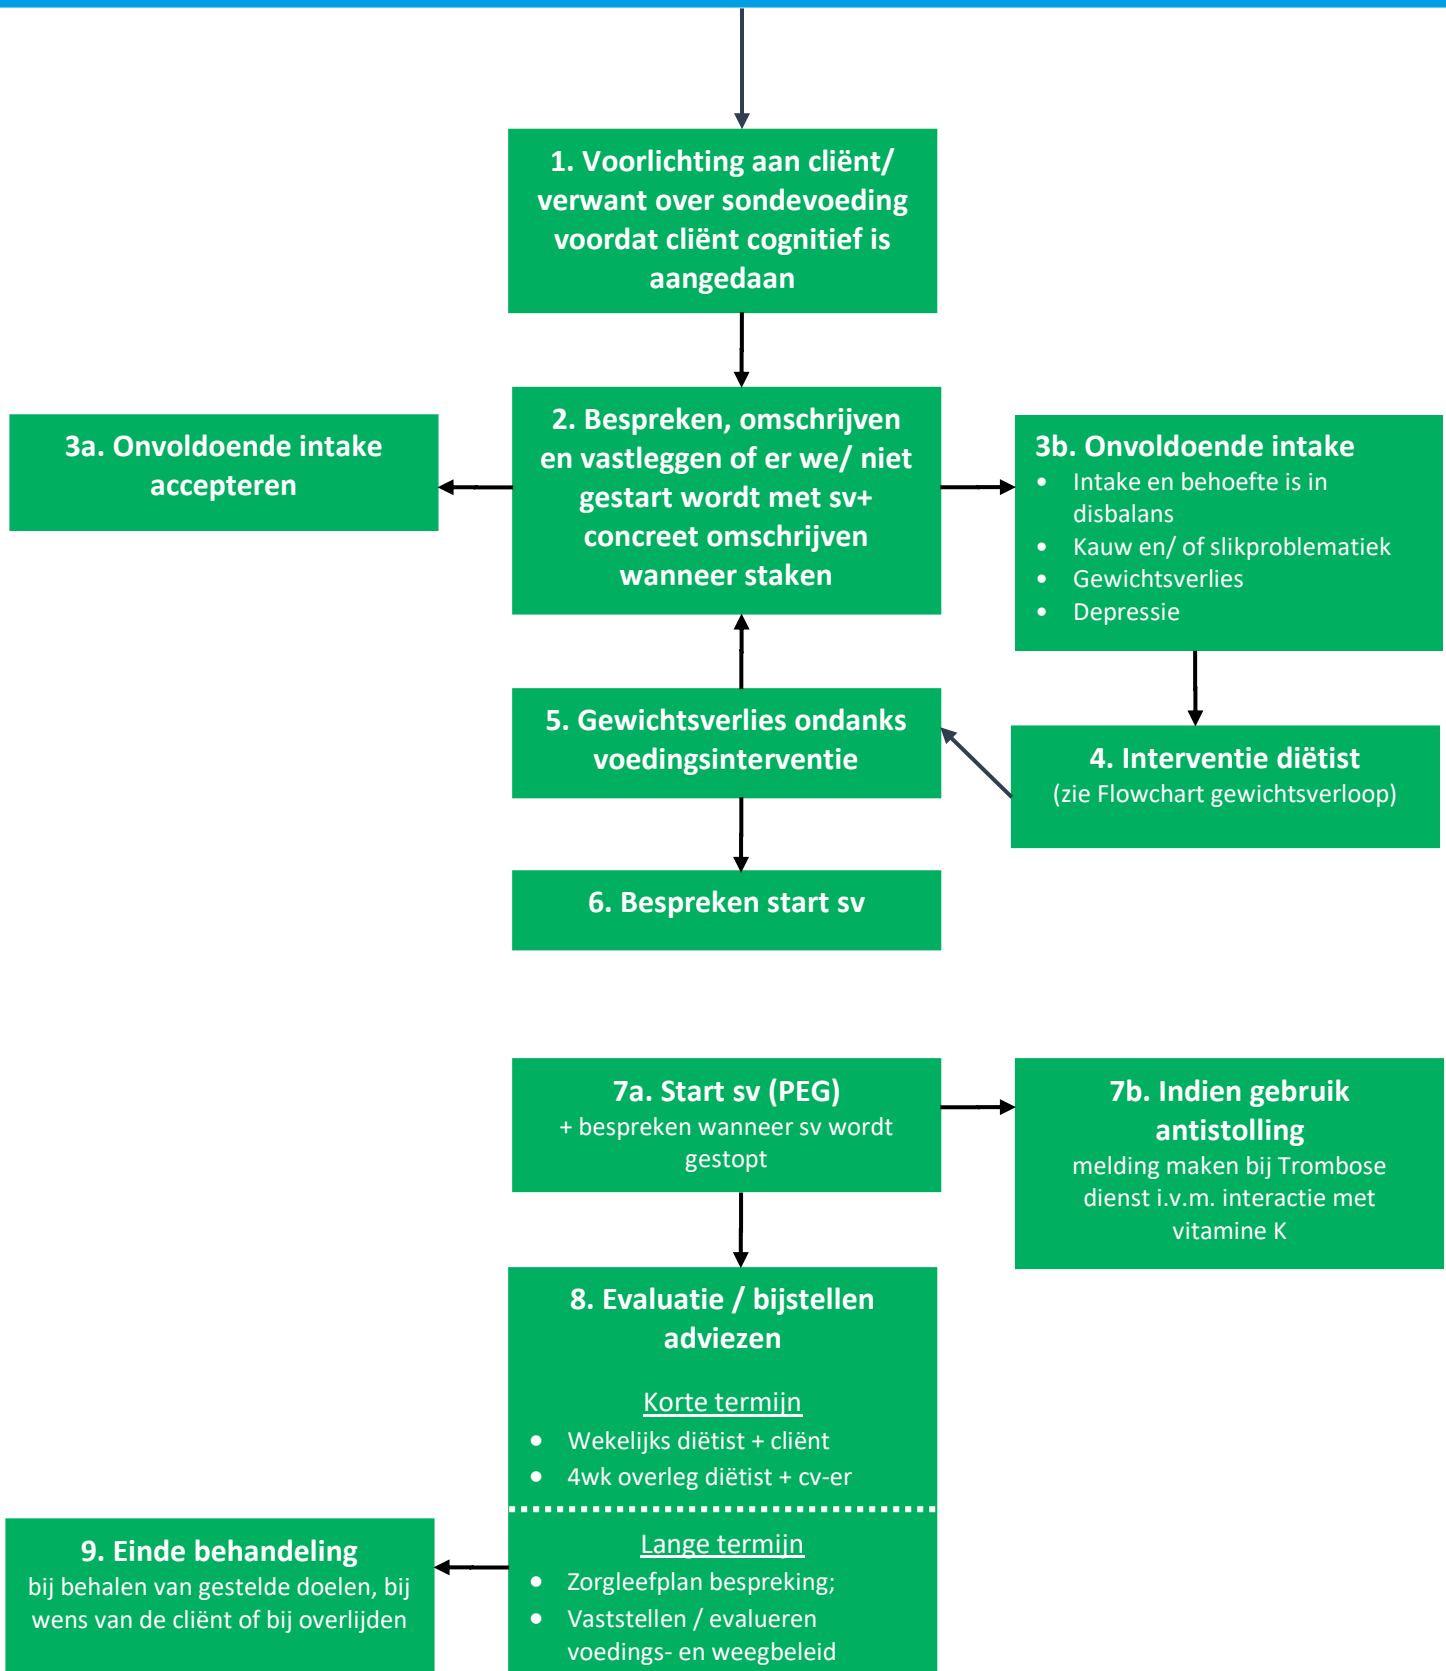 1. Voorlichting aan cliënt/
verwant over sondevoeding
voordat cliënt cognitief is
aangedaan
2. Bespreken, omschrijven
en vastleggen of er we/ niet
gestart wordt met sv+
concreet omschrijven
wanneer staken
3a. Onvoldoende intake
accepteren
3b. Onvoldoende intake
• Intake en behoefte is in
disbalans
• Kauw en/ of slikproblematiek
• Gewichtsverlies
• Depressie
4. Interventie diëtist
(zie Flowchart gewichtsverloop)
5. Gewichtsverlies ondanks
voedingsinterventie
6. Bespreken start sv
7a. Start sv (PEG)
+ bespreken wanneer sv wordt
gestopt
7b. Indien gebruik
antistolling
melding maken bij Trombose
dienst i.v.m. interactie met
vitamine K
8. Evaluatie / bijstellen
adviezen
Korte termijn
• Wekelijks diëtist + cliënt
• 4wk overleg diëtist + cv-er
Lange termijn
• Zorgleefplan bespreking;
• Vaststellen / evalueren
voedings- en weegbeleid
9. Einde behandeling
bij behalen van gestelde doelen, bij
wens van de cliënt of bij overlijden